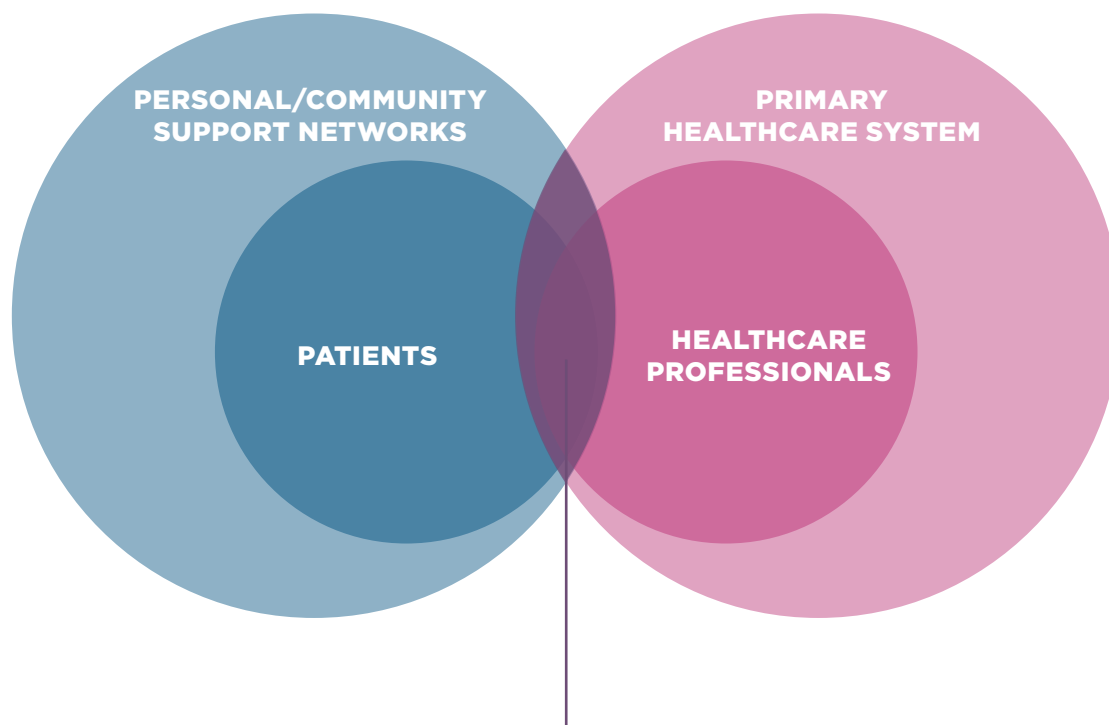 PERSONAL/COMMUNITY
SUPPORT NETWORKS
PRIMARY
HEALTHCARE SYSTEM
PATIENTS
HEALTHCARE
PROFESSIONALS